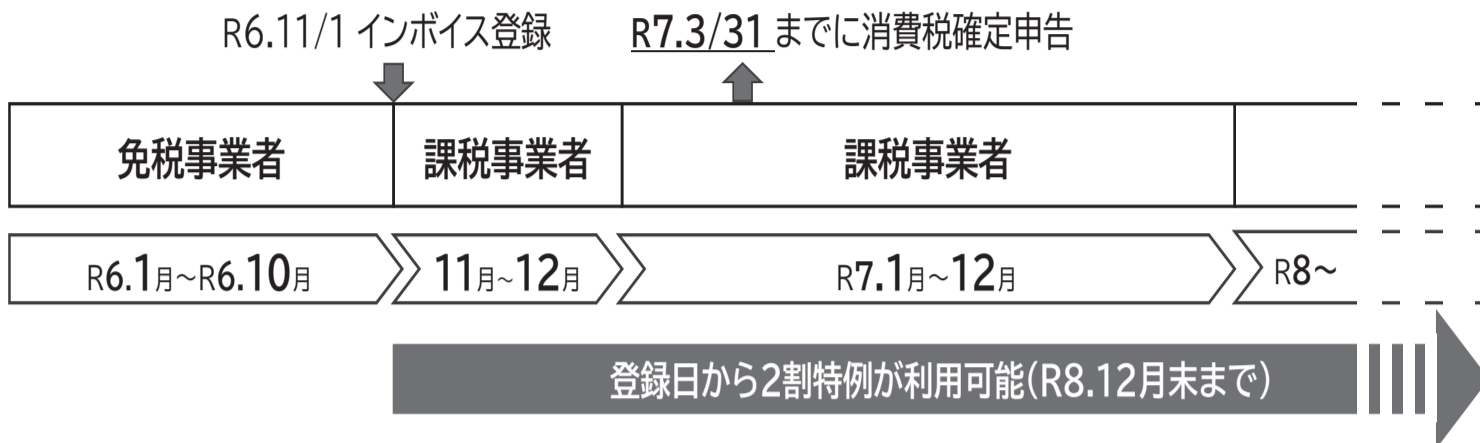 R6.11/1 インボイス登録
R7.3/31 までに消費税確定申告
免税事業者
課税事業者
課税事業者
R6.1月～R6.10月
11月～12月
R7.1月～12月
R8～
登録日から2割特例が利用可能（R8.12月末まで）